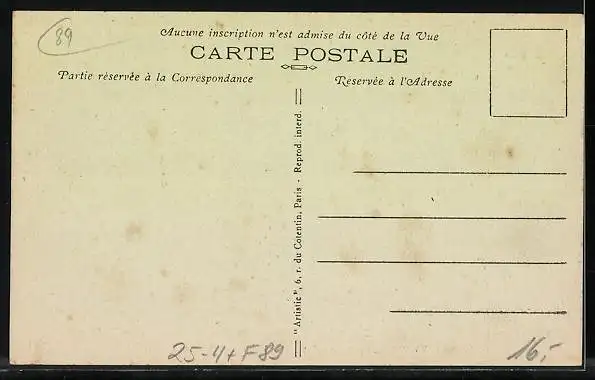 89
Aucune inscription n'est admise du côté de la Vue
CARTE POSTALE
Partie réservée à la Correspondance
Réservée à l'Adresse
"Artistic", 6, r. du Cotentin, Paris - Reprod. interd.
25-4+F89
16,-